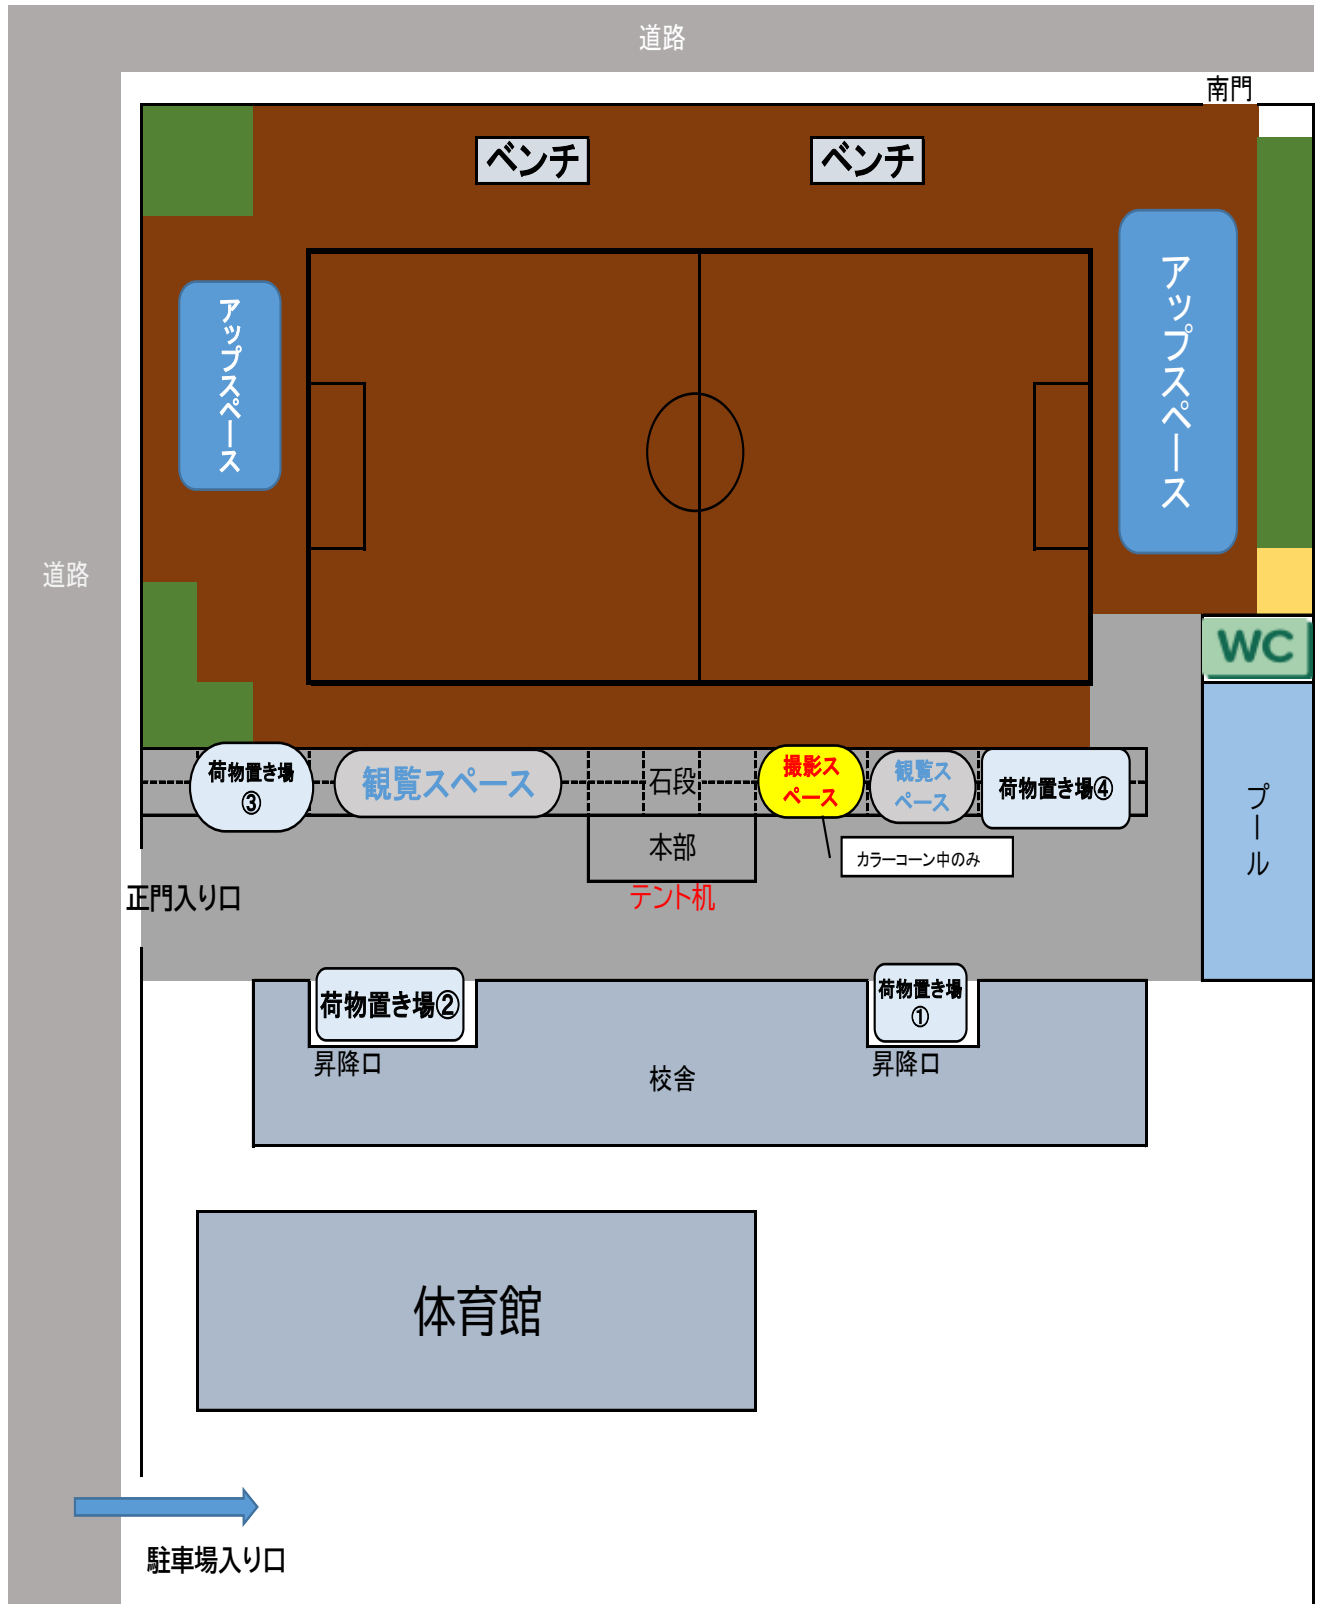 道路
南門
ベンチ
ベンチ
アップスペース
アップスペース
道路
WC
荷物置き場
③
観覧スペース
石段
撮影ス
ペース
観覧ス
ペース
荷物置き場④
プール
本部
カラーコーン中のみ
正門入り口
テント机
荷物置き場②
荷物置き場
①
昇降口
校舎
昇降口
体育館
駐車場入り口